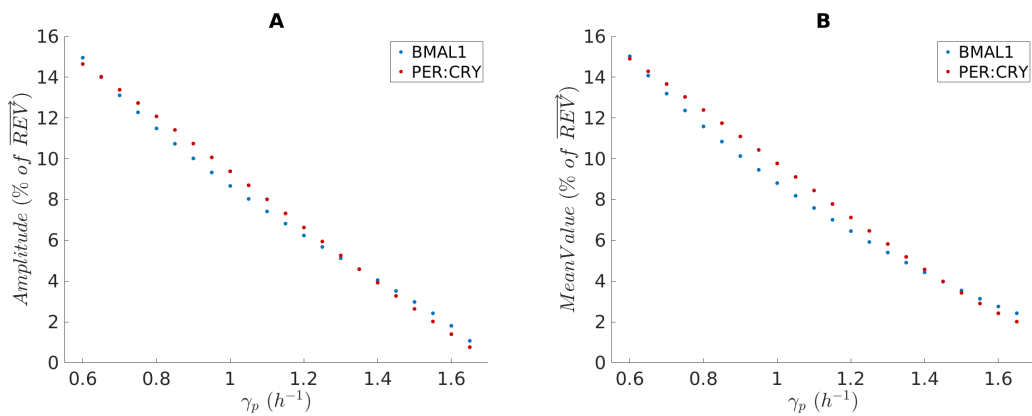 A
16
14
12
10
8
6
4
2
0
0.6 0.8 1 1.2 1.4 1.6
Amplitude (% of REV)
γp (h⁻¹)
BMAL1
PER:CRY
B
16
14
12
10
8
6
4
2
0
0.6 0.8 1 1.2 1.4 1.6
MeanValue (% of REV)
γp (h⁻¹)
BMAL1
PER:CRY